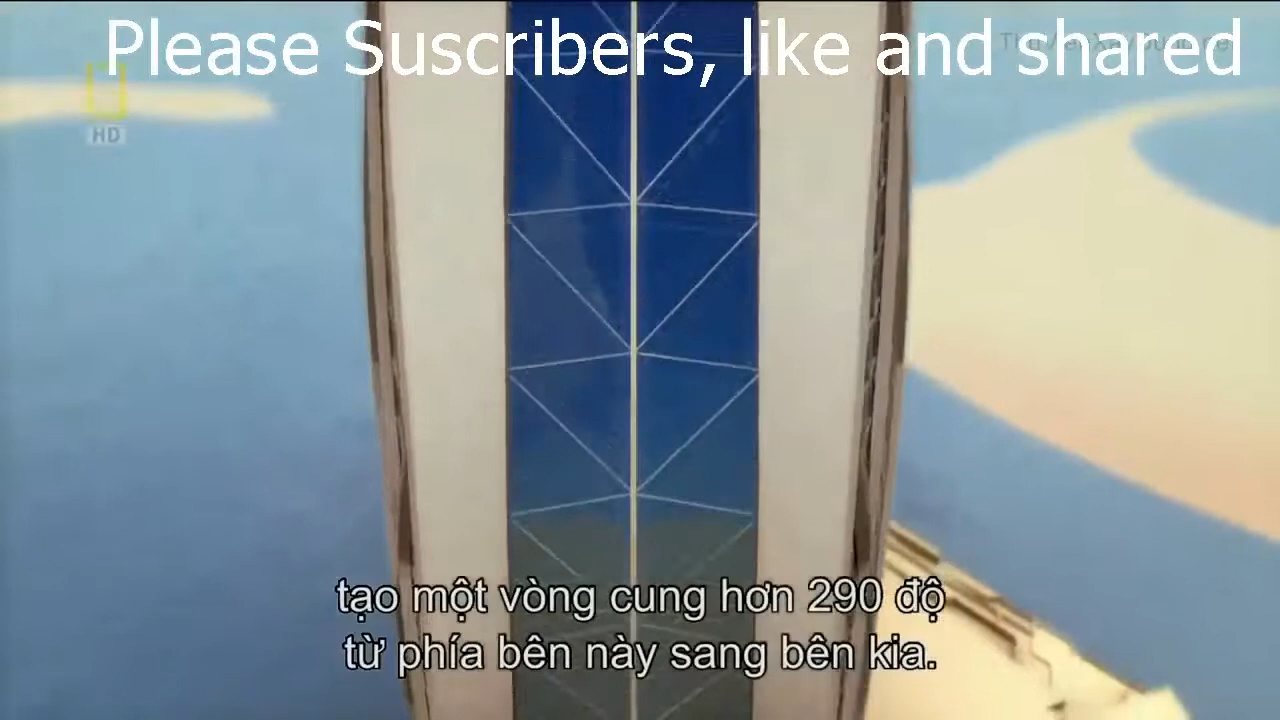 Please Suscribers, like and shared
HD
tạo một vòng cung hơn 290 độ
từ phía bên này sang bên kia.